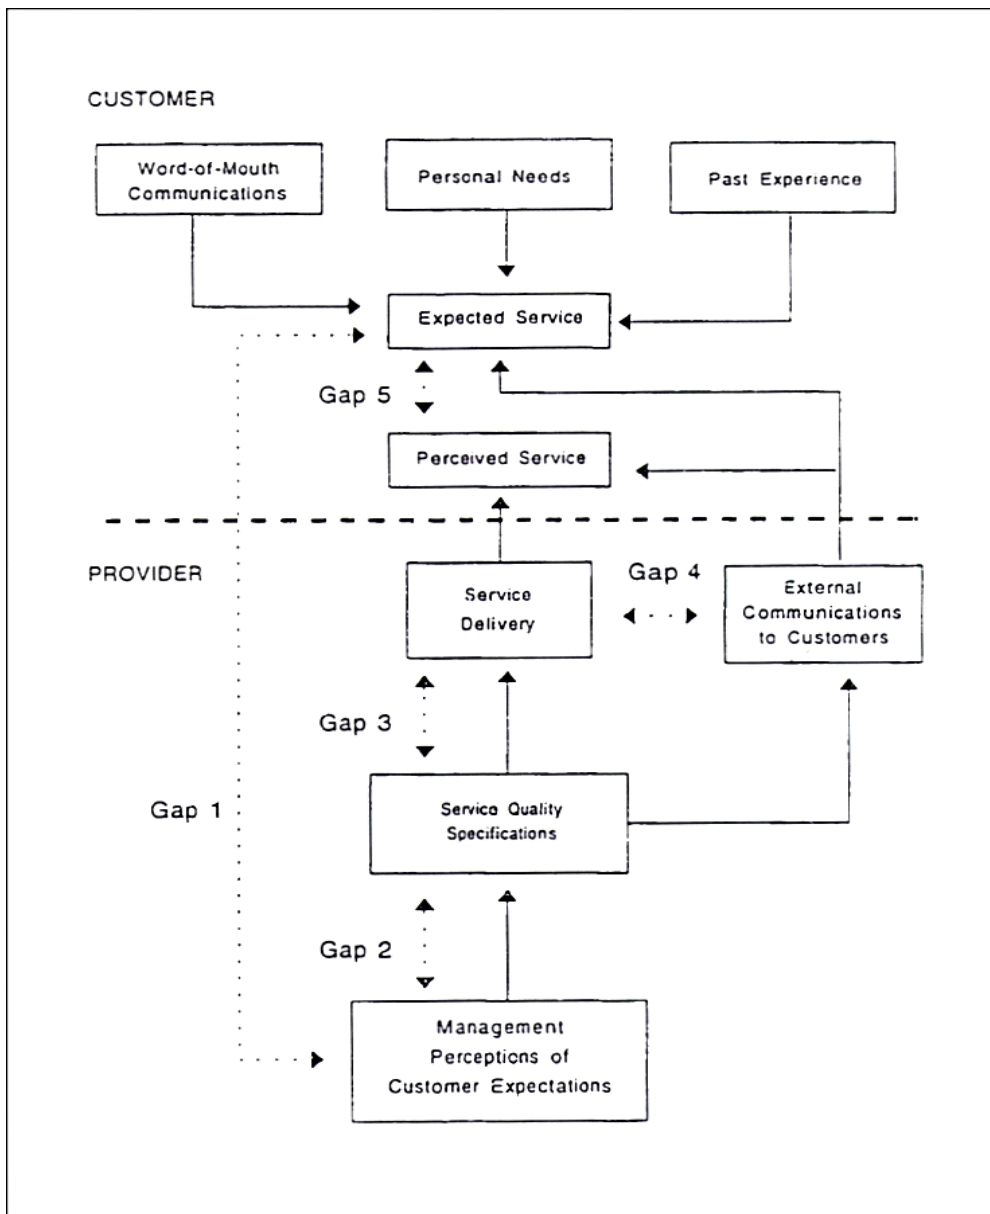 CUSTOMER
Word-of-Mouth
Communications
Personal Needs
Past Experience
Expected Service
Gap 5
Perceived Service
PROVIDER
Service
Delivery
Gap 4
External
Communications
to Customers
Gap 3
Gap 1
Service Quality
Specifications
Gap 2
Management
Perceptions of
Customer Expectations